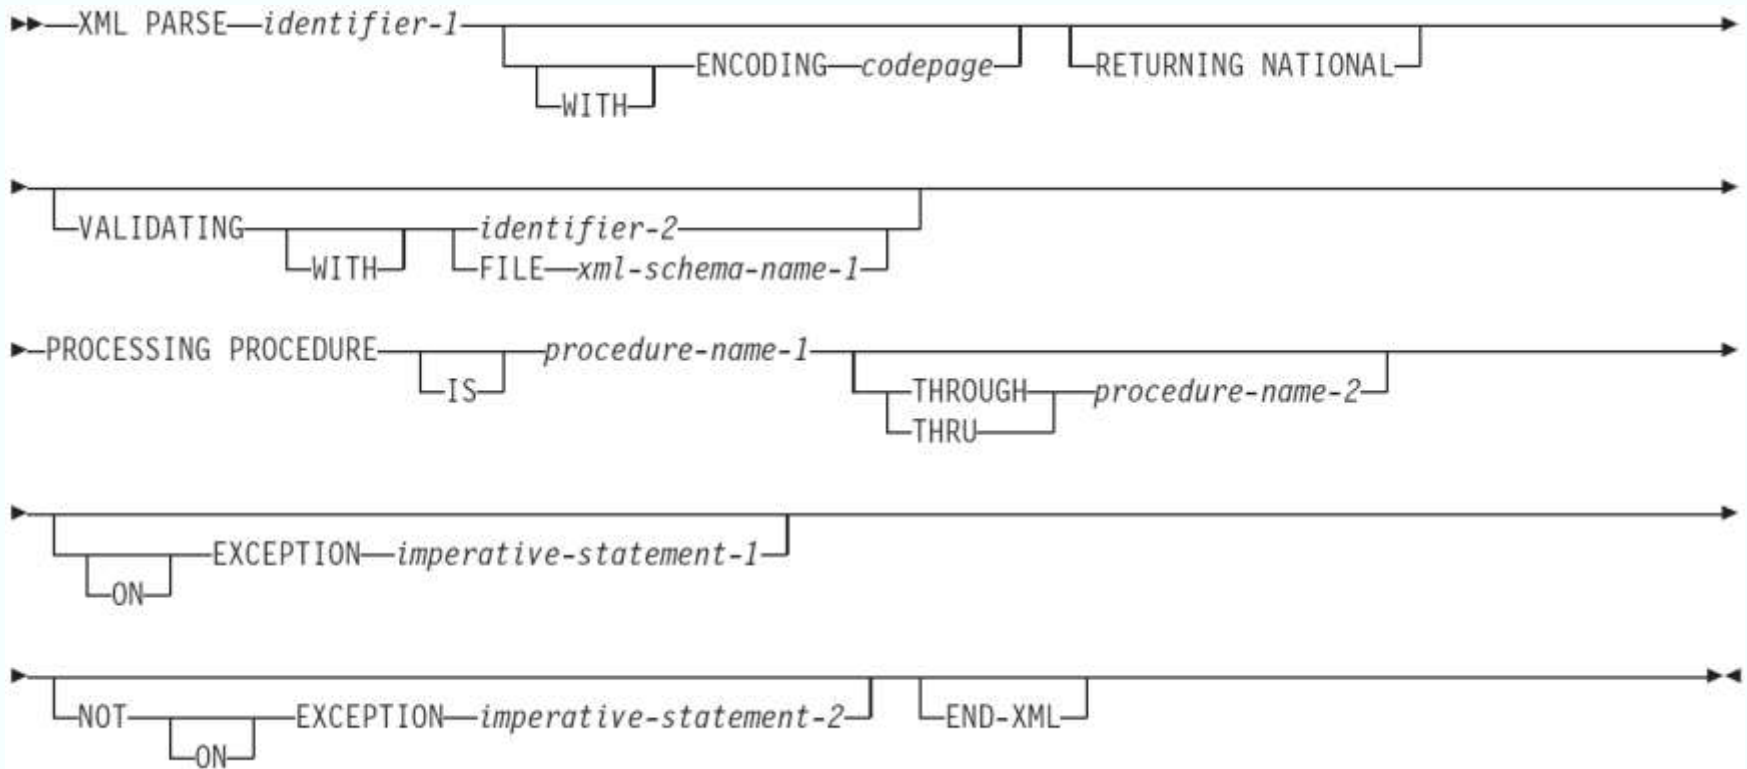 XML PARSE identifier-1
ENCODING codepage RETURNING NATIONAL
WITH
VALIDATING identifier-2
WITH FILE xml-schema-name-1
PROCESSING PROCEDURE procedure-name-1
IS THROUGH procedure-name-2
THRU
EXCEPTION imperative-statement-1
ON
NOT EXCEPTION imperative-statement-2 END-XML
ON